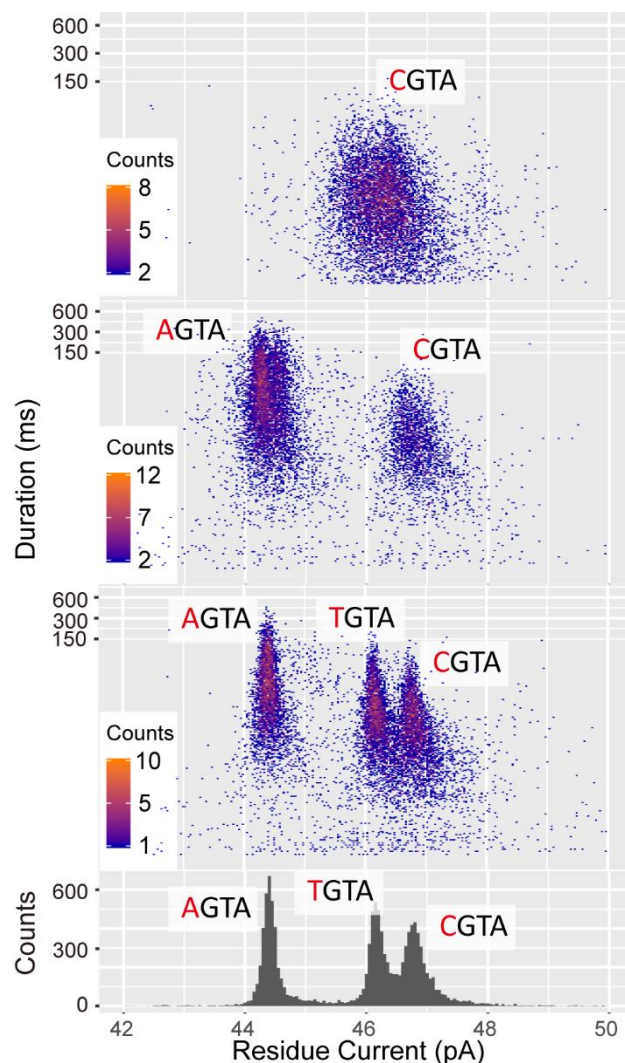 600
300
150
CGTA
Counts
8
5
2
600
300
150
AGTA
CGTA
Counts
12
7
2
Duration (ms)
600
300
150
AGTA
TGTA
CGTA
Counts
10
5
1
Counts
600
300
0
AGTA
TGTA
CGTA
42 44 46 48 50
Residue Current (pA)